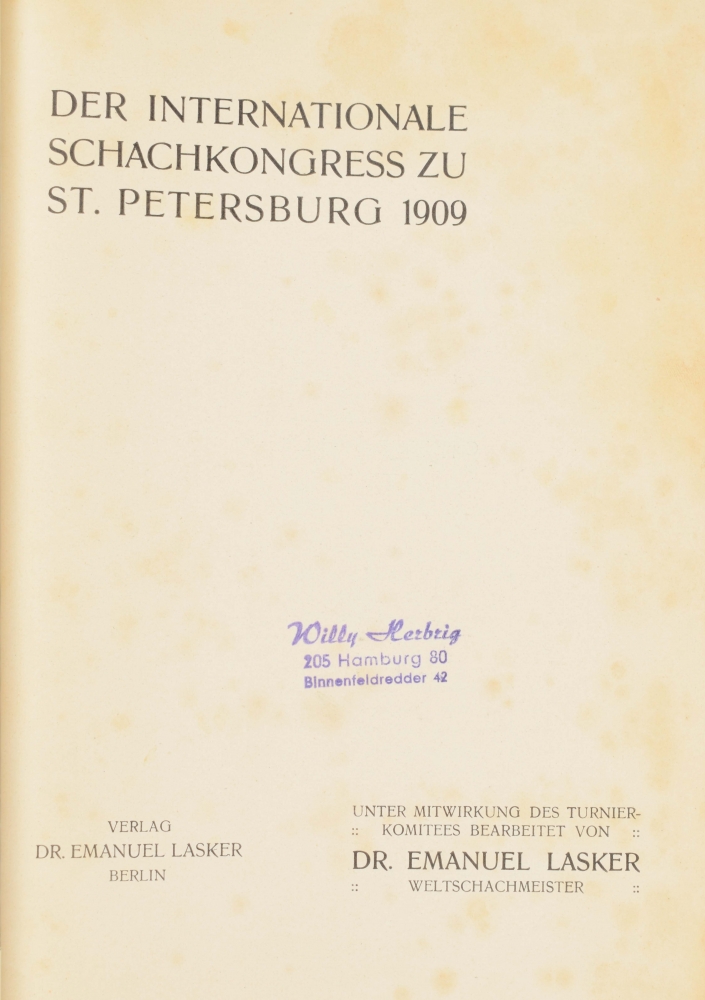 DER INTERNATIONALE
SCHACHKONGRESS ZU
ST. PETERSBURG 1909
Willy Herbrig
205 Hamburg 80
Binnenfeldredder 42
VERLAG
DR. EMANUEL LASKER
BERLIN
UNTER MITWIRKUNG DES TURNIER-
:: KOMITEES BEARBEITET VON ::
DR. EMANUEL LASKER
:: WELTSCHACHMEISTER ::